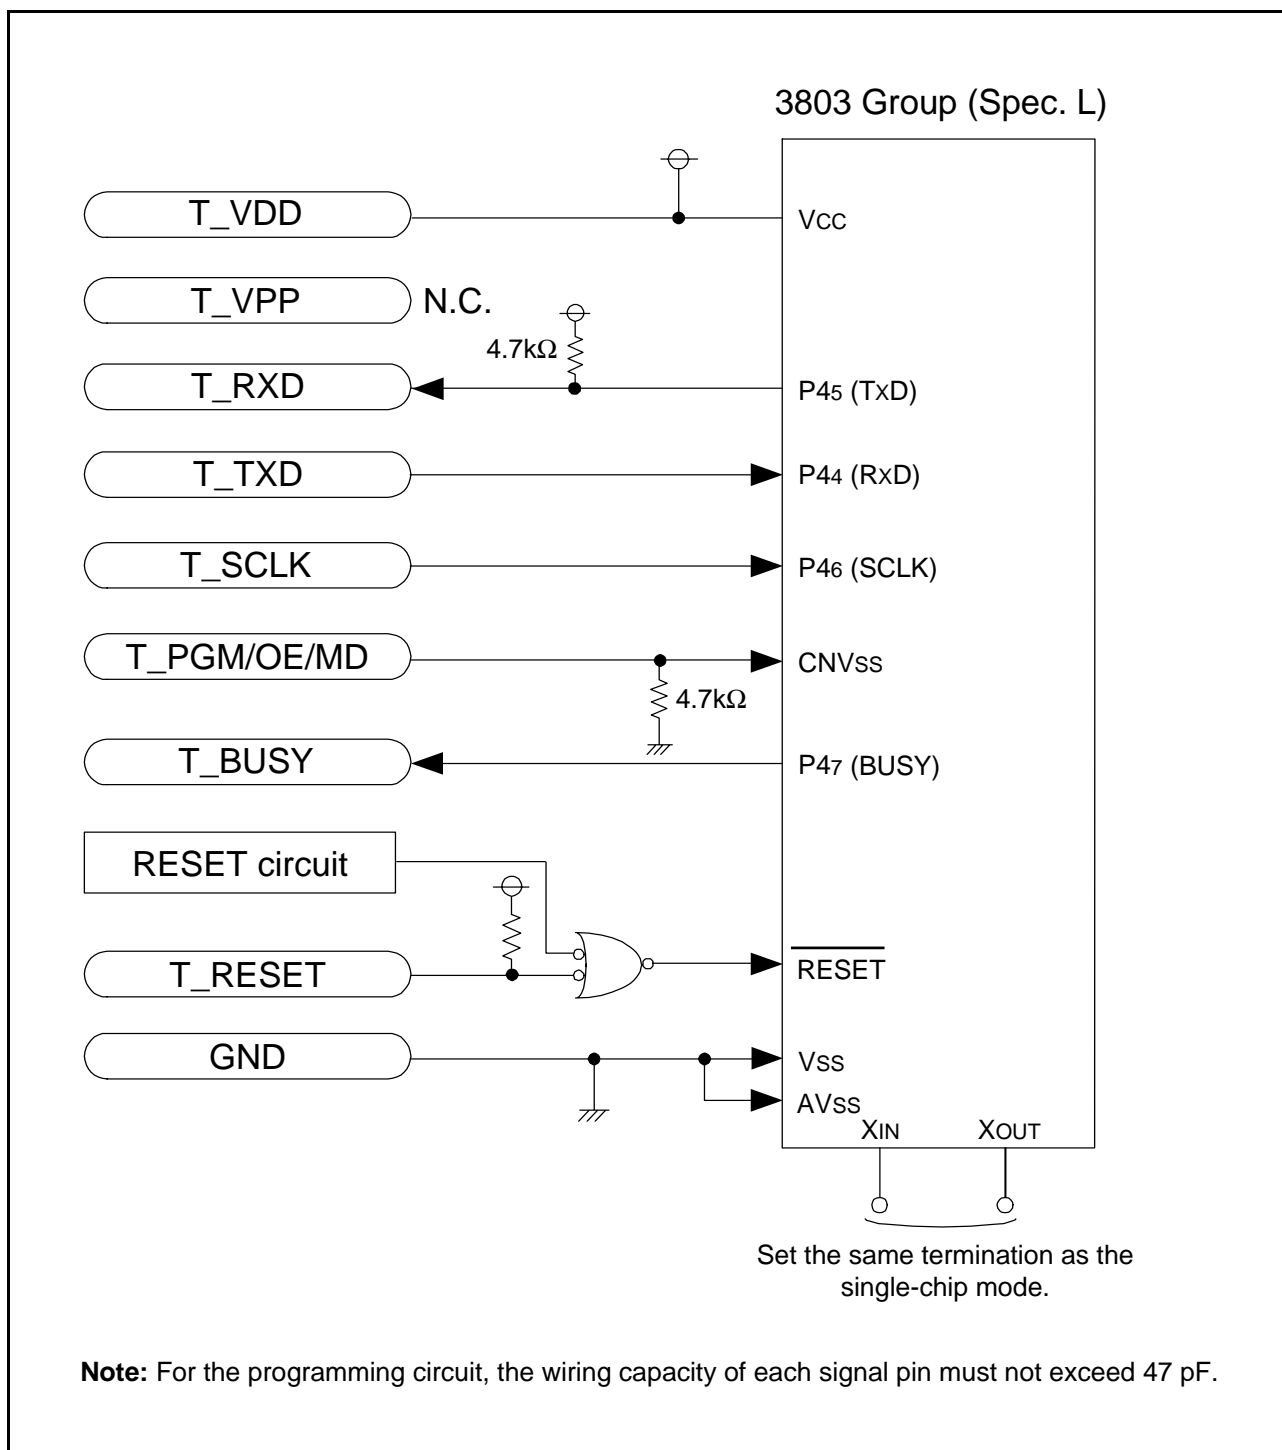 3803 Group (Spec. L)
T_VDD
VCC
T_VPP N.C.
4.7kΩ
T_RXD
P45 (TXD)
T_TXD
P44 (RXD)
T_SCLK
P46 (SCLK)
T_PGM/OE/MD
CNVSS
4.7kΩ
T_BUSY
P47 (BUSY)
RESET circuit
T_RESET
RESET
GND
VSS
AVSS
XIN XOUT
Set the same termination as the
single-chip mode.
Note: For the programming circuit, the wiring capacity of each signal pin must not exceed 47 pF.